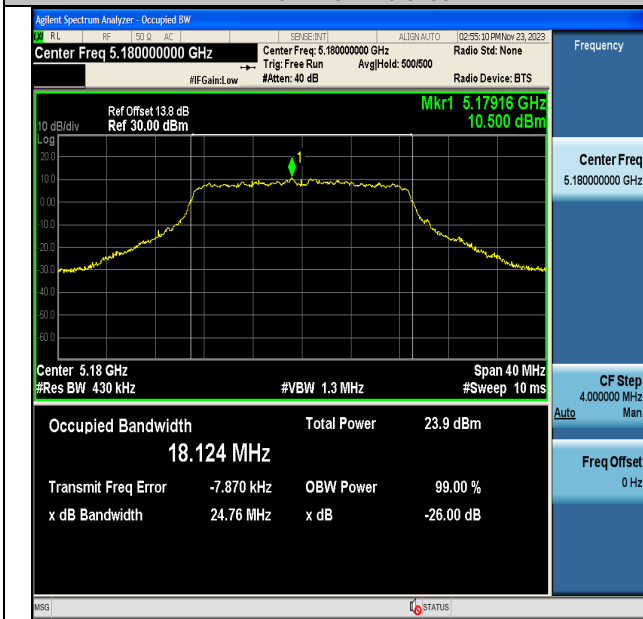 Agilent Spectrum Analyzer - Occupied BW
RL RF 50 Ω AC SENSE:INT ALIGN AUTO 02:55:10 PM Nov 23, 2023
Center Freq 5.180000000 GHz
Center Freq: 5.180000000 GHz
Radio Std: None
Trig: Free Run Avg|Hold: 500/500
#IFGain:Low #Atten: 40 dB
Radio Device: BTS
Mkr1 5.17916 GHz
10.500 dBm
Ref Offset 13.8 dB
10 dB/div Ref 30.00 dBm
Log
20.0
1
10.0
0.00
-10.0
-20.0
-30.0
-40.0
-50.0
-60.0
Center 5.18 GHz Span 40 MHz
#Res BW 430 kHz #VBW 1.3 MHz #Sweep 10 ms
Occupied Bandwidth Total Power 23.9 dBm
18.124 MHz
Transmit Freq Error -7.870 kHz OBW Power 99.00 %
x dB Bandwidth 24.76 MHz x dB -26.00 dB
MSG STATUS
Frequency
Center Freq
5.180000000 GHz
CF Step
4.000000 MHz
Auto Man
Freq Offset
0 Hz